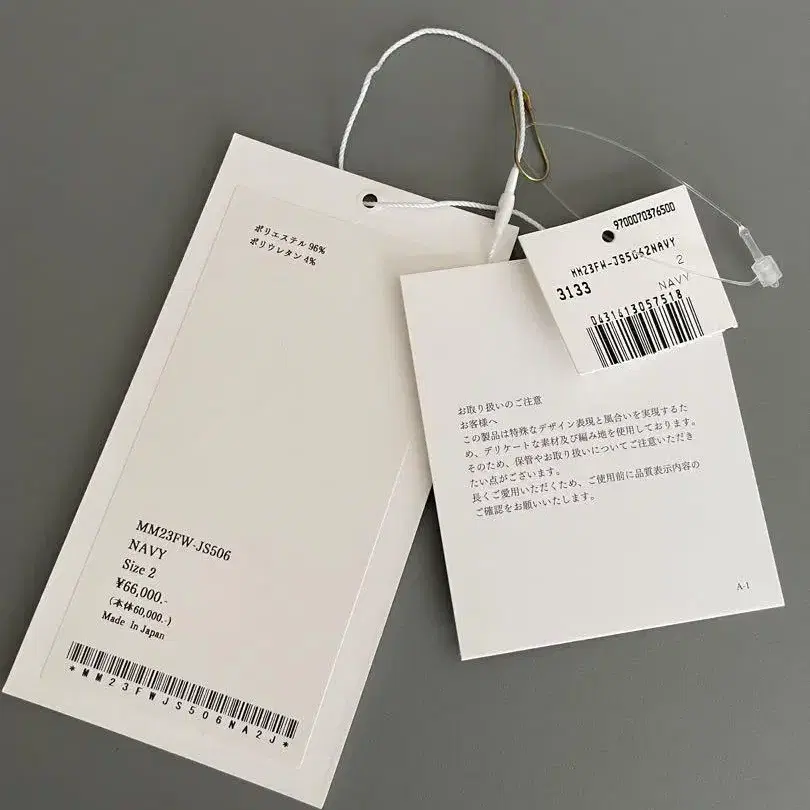 ポリエステル 96%
ポリウレタン 4%
MM23FW-JS506
NAVY
Size 2
¥66,000.-
(本体60,000.-)
Made In Japan
*MM23FWJS506NA2J*
お取り扱いのご注意
お客様へ
この製品は特殊なデザイン表現と風合いを実現するた
め、デリケートな素材及び編み地を使用しております。
そのため、保管やお取り扱いについてご注意いただき
たい点がございます。
長くご愛用いただくため、ご使用前に品質表示内容の
ご確認をお願いいたします。
A-1
9700070376500
MM23FW-JS5062NAVY
2
3133
NAVY
0431413057518